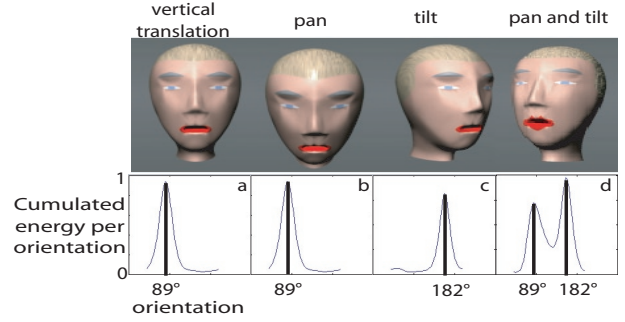 vertical
translation
pan
tilt
pan and tilt
Cumulated
energy per
orientation
1
0
a
b
c
d
89°
89°
182°
89° 182°
orientation